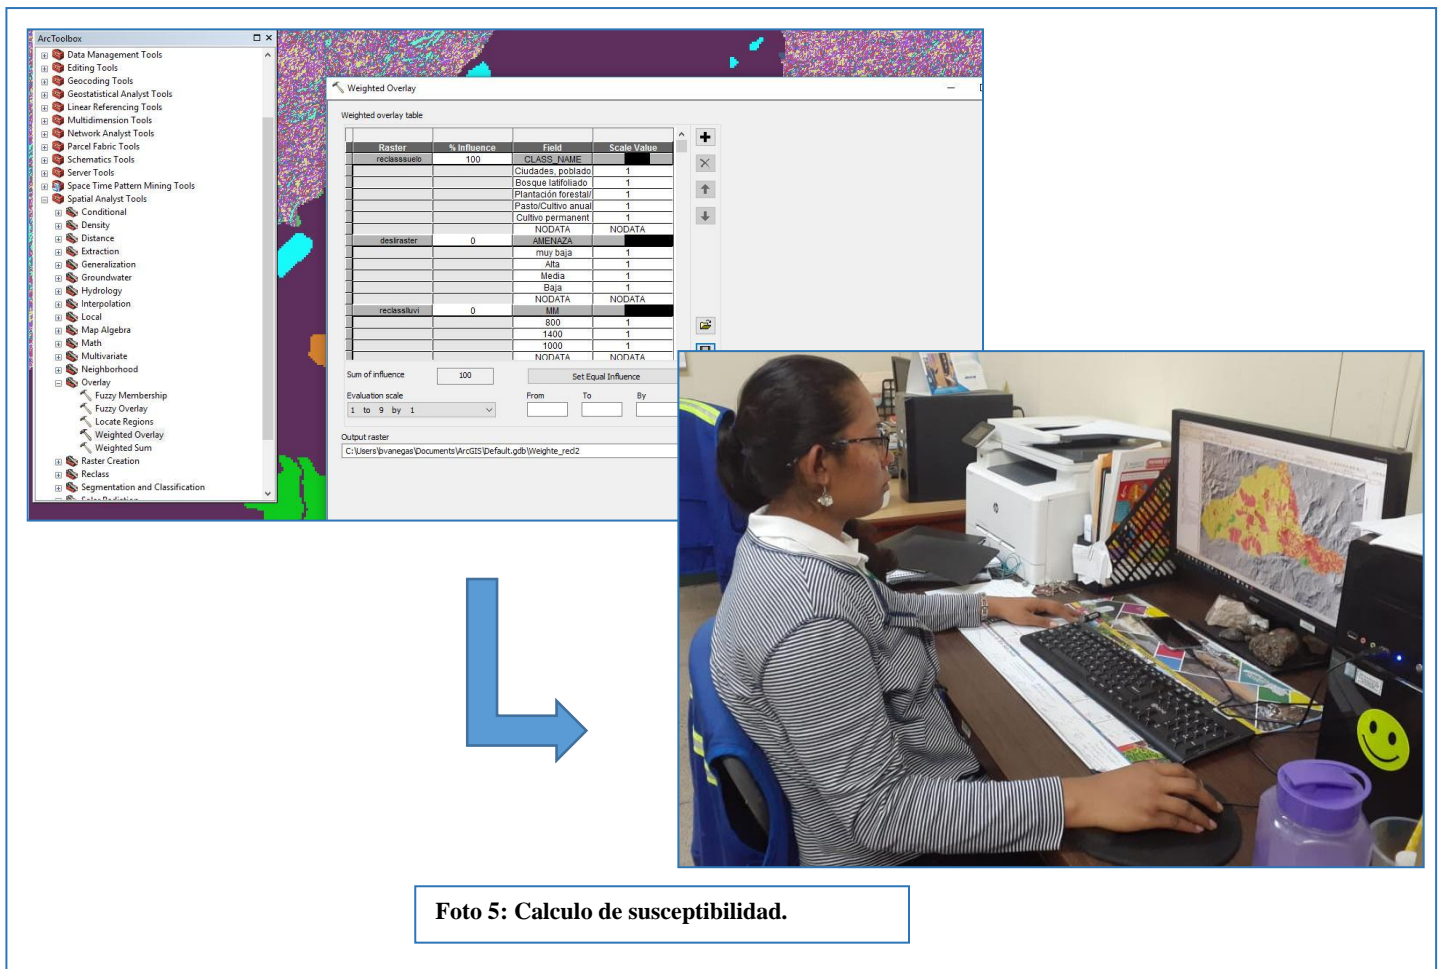 ArcToolbox
Data Management Tools
Editing Tools
Geocoding Tools
Geostatistical Analyst Tools
Linear Referencing Tools
Multidimension Tools
Network Analyst Tools
Parcel Fabric Tools
Schematics Tools
Server Tools
Space Time Pattern Mining Tools
Spatial Analyst Tools
Conditional
Density
Distance
Extraction
Generalization
Groundwater
Hydrology
Interpolation
Local
Map Algebra
Math
Multivariate
Neighborhood
Overlay
Fuzzy Membership
Fuzzy Overlay
Locate Regions
Weighted Overlay
Weighted Sum
Raster Creation
Reclass
Segmentation and Classification
Solar Radiation
Weighted Overlay
Weighted overlay table
Raster % Influence Field Scale Value
reclasssuelo 100 CLASS_NAME
Ciudades, poblado 1
Bosque latifoliado 1
Plantación forestal/ 1
Pasto/Cultivo anual 1
Cultivo permanent 1
NODATA NODATA
desliraster 0 AMENAZA
muy baja 1
Alta 1
Media 1
Baja 1
NODATA NODATA
reclasslluvi 0 MM
800 1
1400 1
1000 1
NODATA NODATA
Sum of influence 100 Set Equal Influence
Evaluation scale From To By
1 to 9 by 1
Output raster
C:\Users\bvanegas\Documents\ArcGIS\Default.gdb\Weighte_recl2
Foto 5: Calculo de susceptibilidad.